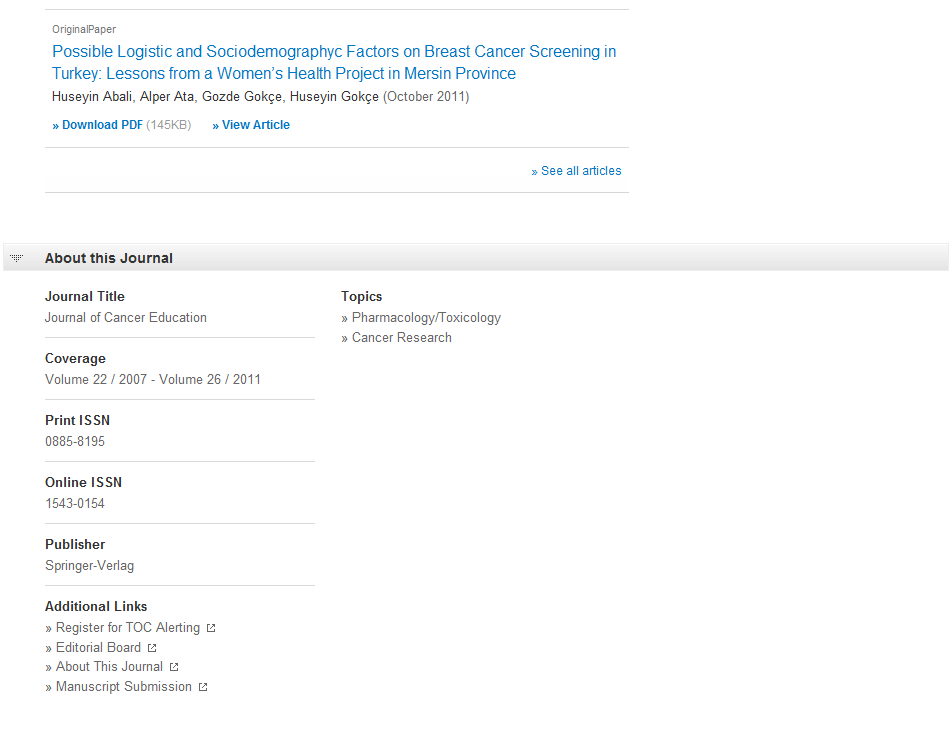 OriginalPaper
Possible Logistic and Sociodemographyc Factors on Breast Cancer Screening in
Turkey: Lessons from a Women’s Health Project in Mersin Province
Huseyin Abali, Alper Ata, Gozde Gokçe, Huseyin Gokçe (October 2011)
» Download PDF (145KB) » View Article
» See all articles
About this Journal
Journal Title
Journal of Cancer Education
Coverage
Volume 22 / 2007 - Volume 26 / 2011
Print ISSN
0885-8195
Online ISSN
1543-0154
Publisher
Springer-Verlag
Additional Links
» Register for TOC Alerting
» Editorial Board
» About This Journal
» Manuscript Submission
Topics
» Pharmacology/Toxicology
» Cancer Research